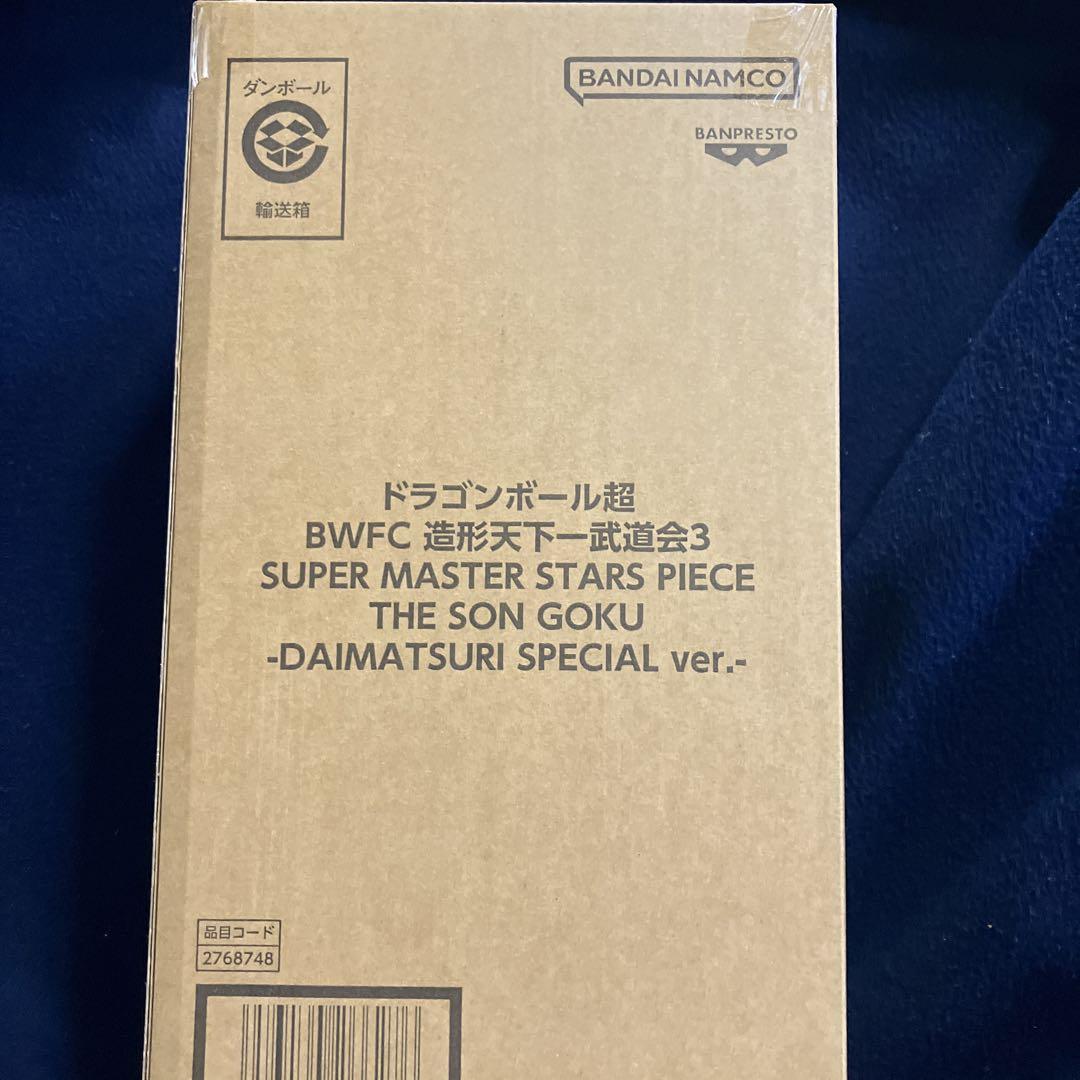 ダンボール
輸送箱
BANDAI NAMCO
BANPRESTO
ドラゴンボール超
BWFC 造形天下一武道会3
SUPER MASTER STARS PIECE
THE SON GOKU
-DAIMATSURI SPECIAL ver.-
品目コード
2768748